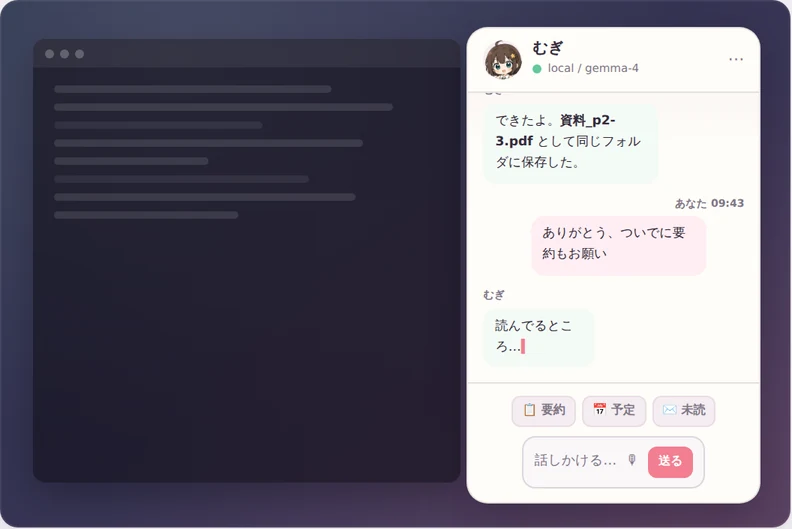 むぎ
local / gemma-4
…
できたよ。資料_p2-
3.pdf として同じフォル
ダに保存した。
あなた 09:43
ありがとう、ついでに要
約もお願い
むぎ
読んでるとこ
ろ…
📋 要約 📅 予定 ✉️ 未読
話しかける… 🎙 送る